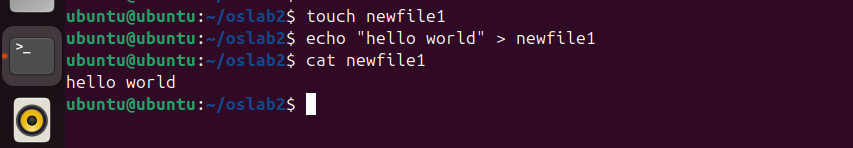 ubuntu@ubuntu:~/oslab2$ touch newfile1
ubuntu@ubuntu:~/oslab2$ echo "hello world" > newfile1
ubuntu@ubuntu:~/oslab2$ cat newfile1
hello world
ubuntu@ubuntu:~/oslab2$